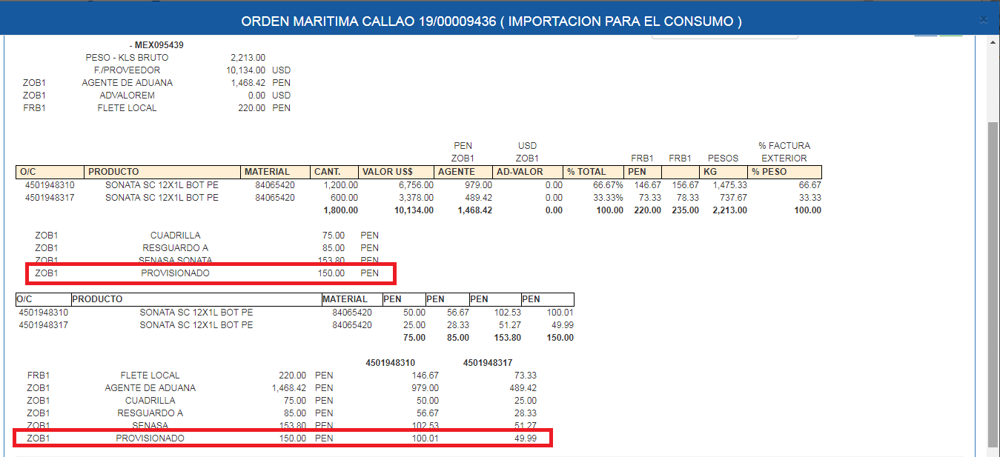 ORDEN MARITIMA CALLAO 19/00009436 ( IMPORTACION PARA EL CONSUMO ) ×
- MEX095439
PESO - KLS BRUTO 2,213.00
F./PROVEEDOR 10,134.00 USD
ZOB1 AGENTE DE ADUANA 1,468.42 PEN
ZOB1 ADVALOREM 0.00 USD
FRB1 FLETE LOCAL 220.00 PEN
PEN USD % FACTURA
ZOB1 ZOB1 FRB1 FRB1 PESOS EXTERIOR
O/C PRODUCTO MATERIAL CANT. VALOR US$ AGENTE AD-VALOR % TOTAL PEN KG % PESO
4501948310 SONATA SC 12X1L BOT PE 84065420 1,200.00 6,756.00 979.00 0.00 66.67% 146.67 156.67 1,475.33 66.67
4501948317 SONATA SC 12X1L BOT PE 84065420 600.00 3,378.00 489.42 0.00 33.33% 73.33 78.33 737.67 33.33
1,800.00 10,134.00 1,468.42 0.00 100.00 220.00 235.00 2,213.00 100.00
ZOB1 CUADRILLA 75.00 PEN
ZOB1 RESGUARDO A 85.00 PEN
ZOB1 SENASA SONATA 153.80 PEN
ZOB1 PROVISIONADO 150.00 PEN
O/C PRODUCTO MATERIAL PEN PEN PEN PEN
4501948310 SONATA SC 12X1L BOT PE 84065420 50.00 56.67 102.53 100.01
4501948317 SONATA SC 12X1L BOT PE 84065420 25.00 28.33 51.27 49.99
75.00 85.00 153.80 150.00
4501948310 4501948317
FRB1 FLETE LOCAL 220.00 PEN 146.67 73.33
ZOB1 AGENTE DE ADUANA 1,468.42 PEN 979.00 489.42
ZOB1 CUADRILLA 75.00 PEN 50.00 25.00
ZOB1 RESGUARDO A 85.00 PEN 56.67 28.33
ZOB1 SENASA 153.80 PEN 102.53 51.27
ZOB1 PROVISIONADO 150.00 PEN 100.01 49.99